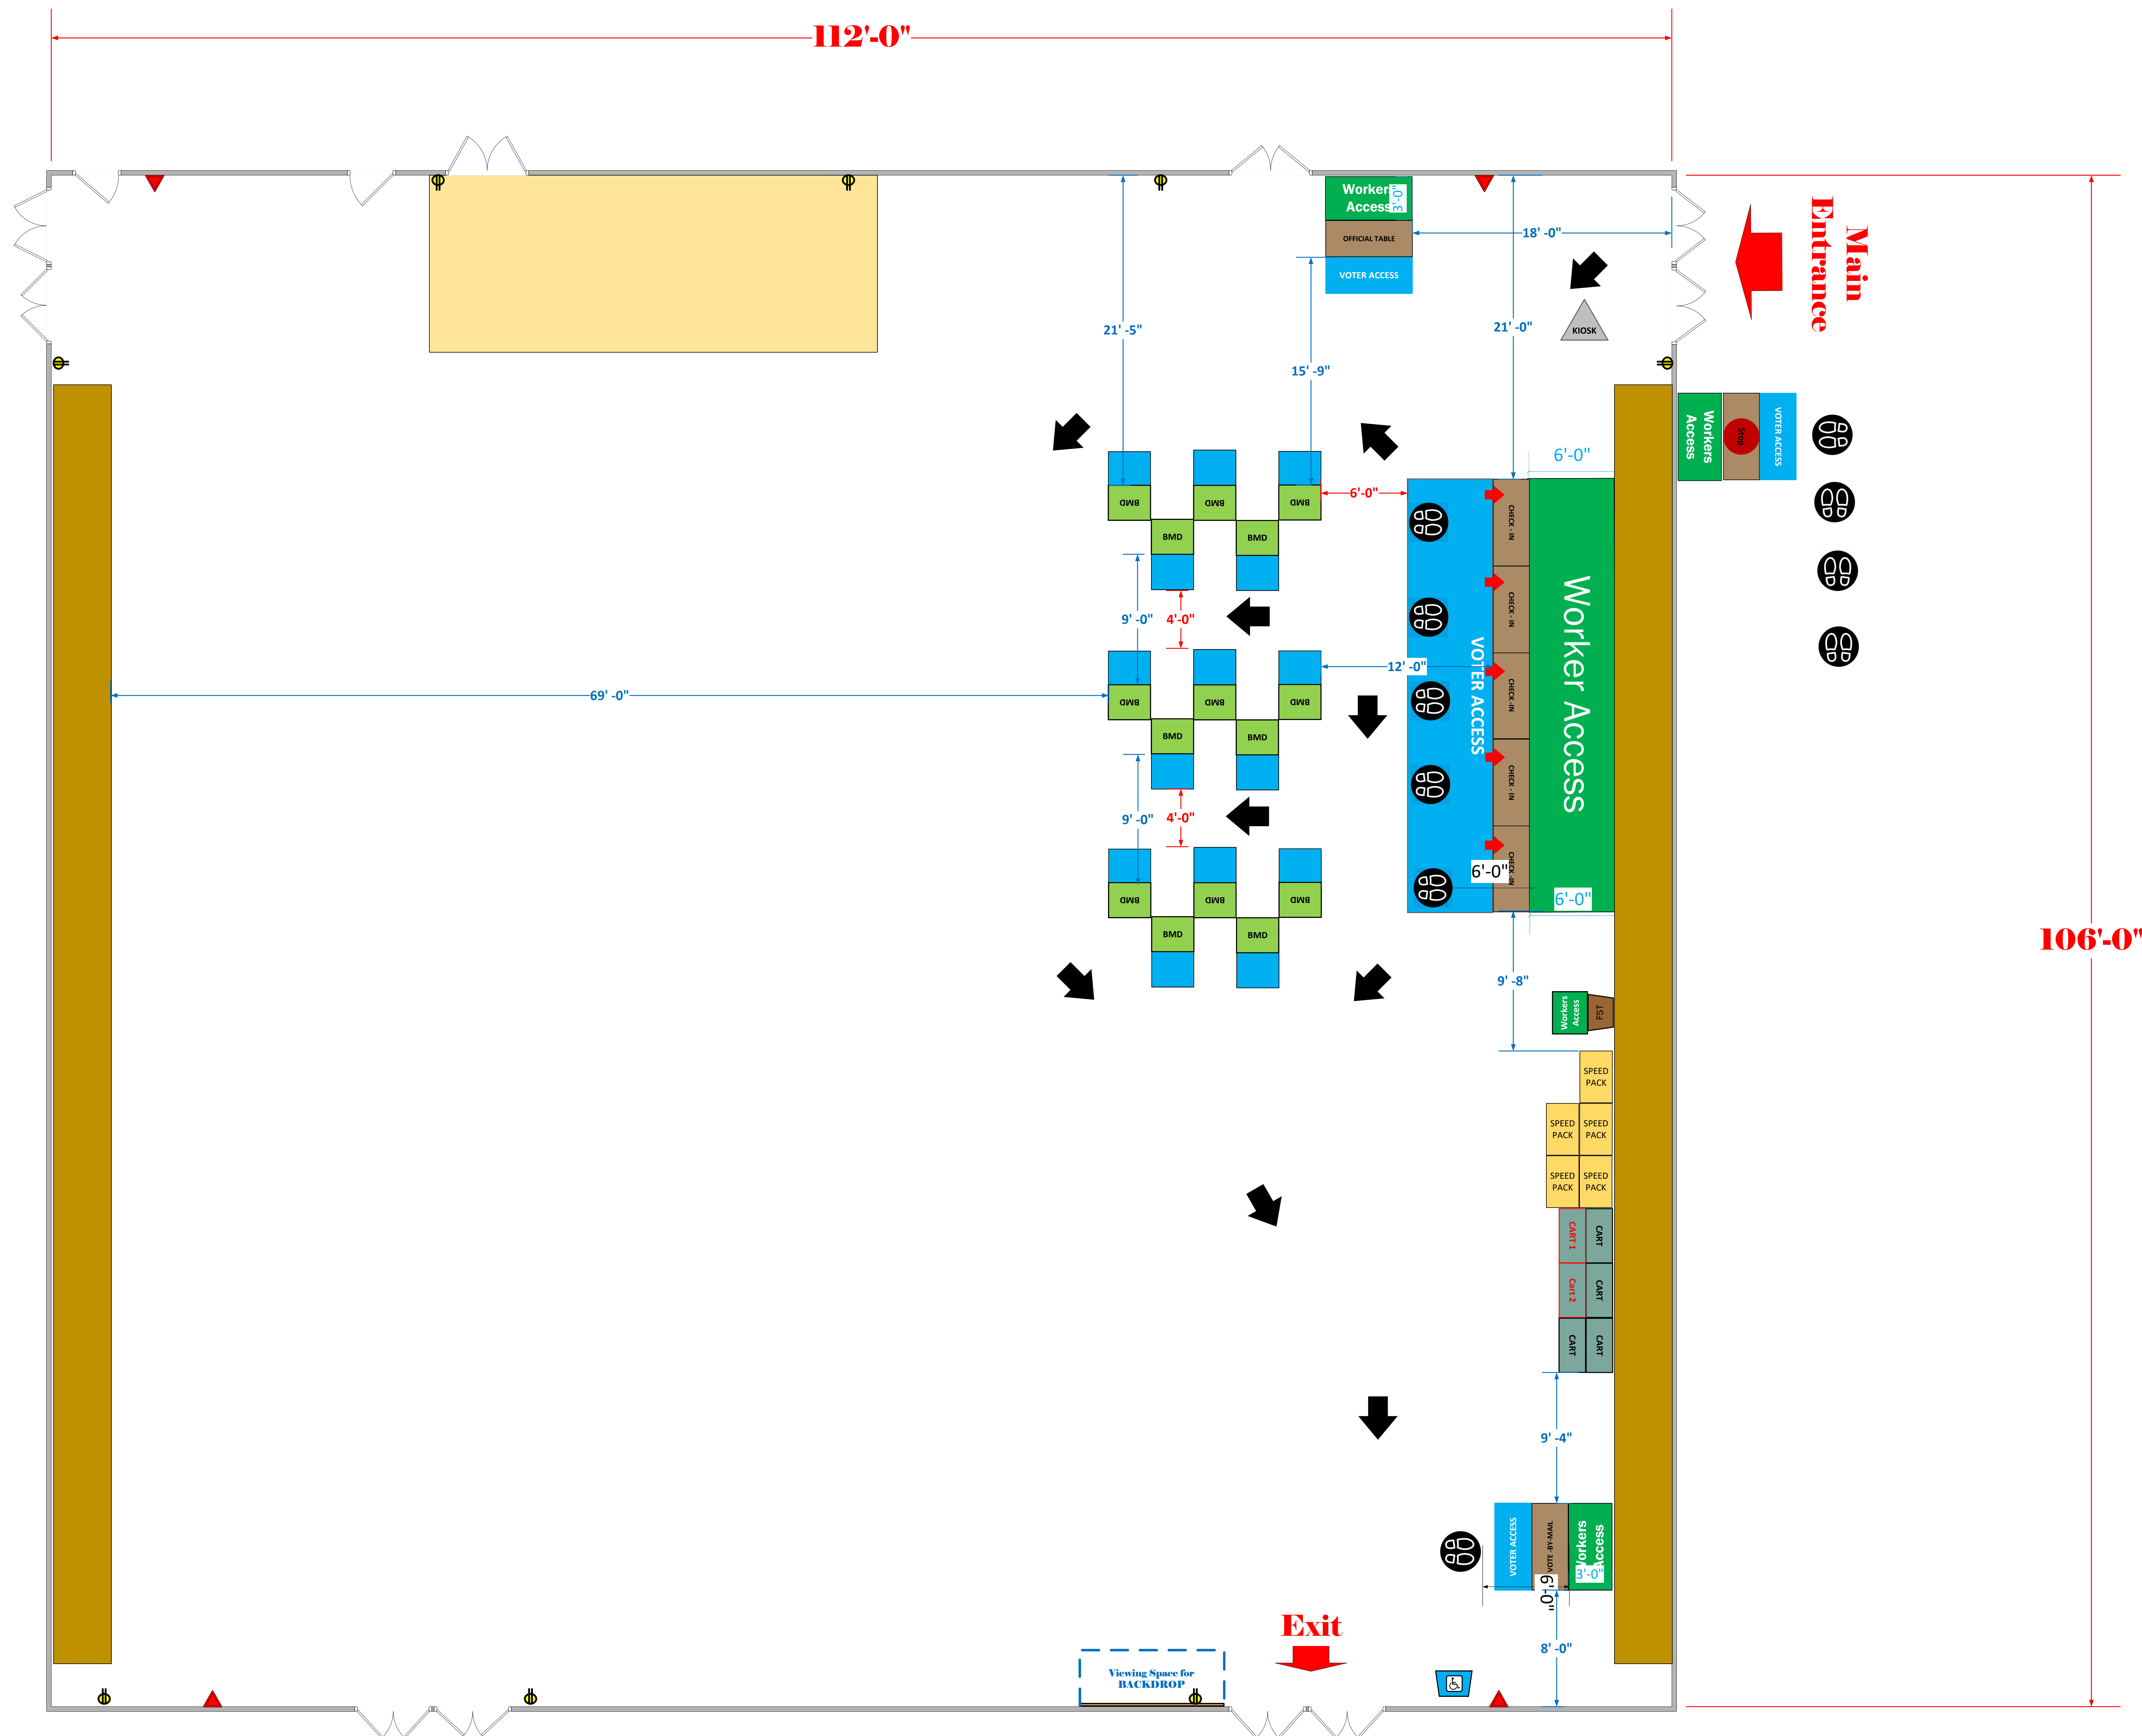 112'-0"
Workers
Access
3'-0"
OFFICIAL TABLE
VOTER ACCESS
18' -0"
Main
Entrance
21' -5"
15' -9"
21' -0"
KIOSK
Workers
Access
Stop
VOTER ACCESS
6'-0"
6'-0"
BMD
BMD
BMD
BMD
BMD
CHECK - IN
CHECK - IN
CHECK -IN
CHECK - IN
CHECK -IN
VOTER ACCESS
Worker Access
9' -0"
4'-0"
12' -0"
69' -0"
BMD
BMD
BMD
BMD
BMD
9' -0"
4'-0"
6'-0"
6'-0"
BMD
BMD
BMD
BMD
BMD
106'-0"
9' -8"
Workers
Access
FST
SPEED
PACK
SPEED
PACK
SPEED
PACK
SPEED
PACK
SPEED
PACK
CART 1
CART
Cart 2
CART
CART
CART
9' -4"
VOTER ACCESS
VOTE -BY-MAIL
Workers
Access
3'-0"
6'-0"
8' -0"
Exit
Viewing Space for
BACKDROP